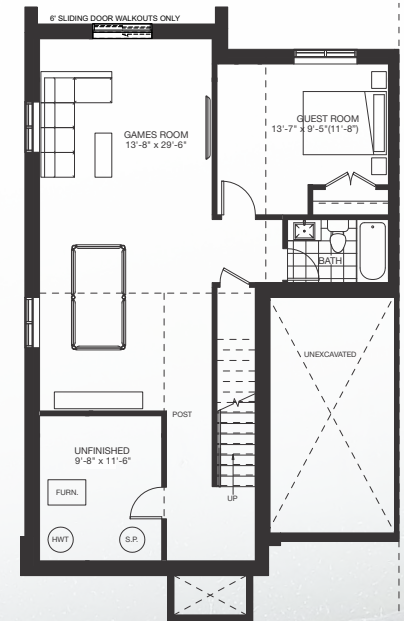 6' SLIDING DOOR WALKOUTS ONLY
GAMES ROOM
13'-8" x 29'-6"
GUEST ROOM
13'-7" x 9'-5"(11'-8")
BATH
UNEXCAVATED
POST
UNFINISHED
9'-8" x 11'-6"
FURN.
HWT
S.P.
UP